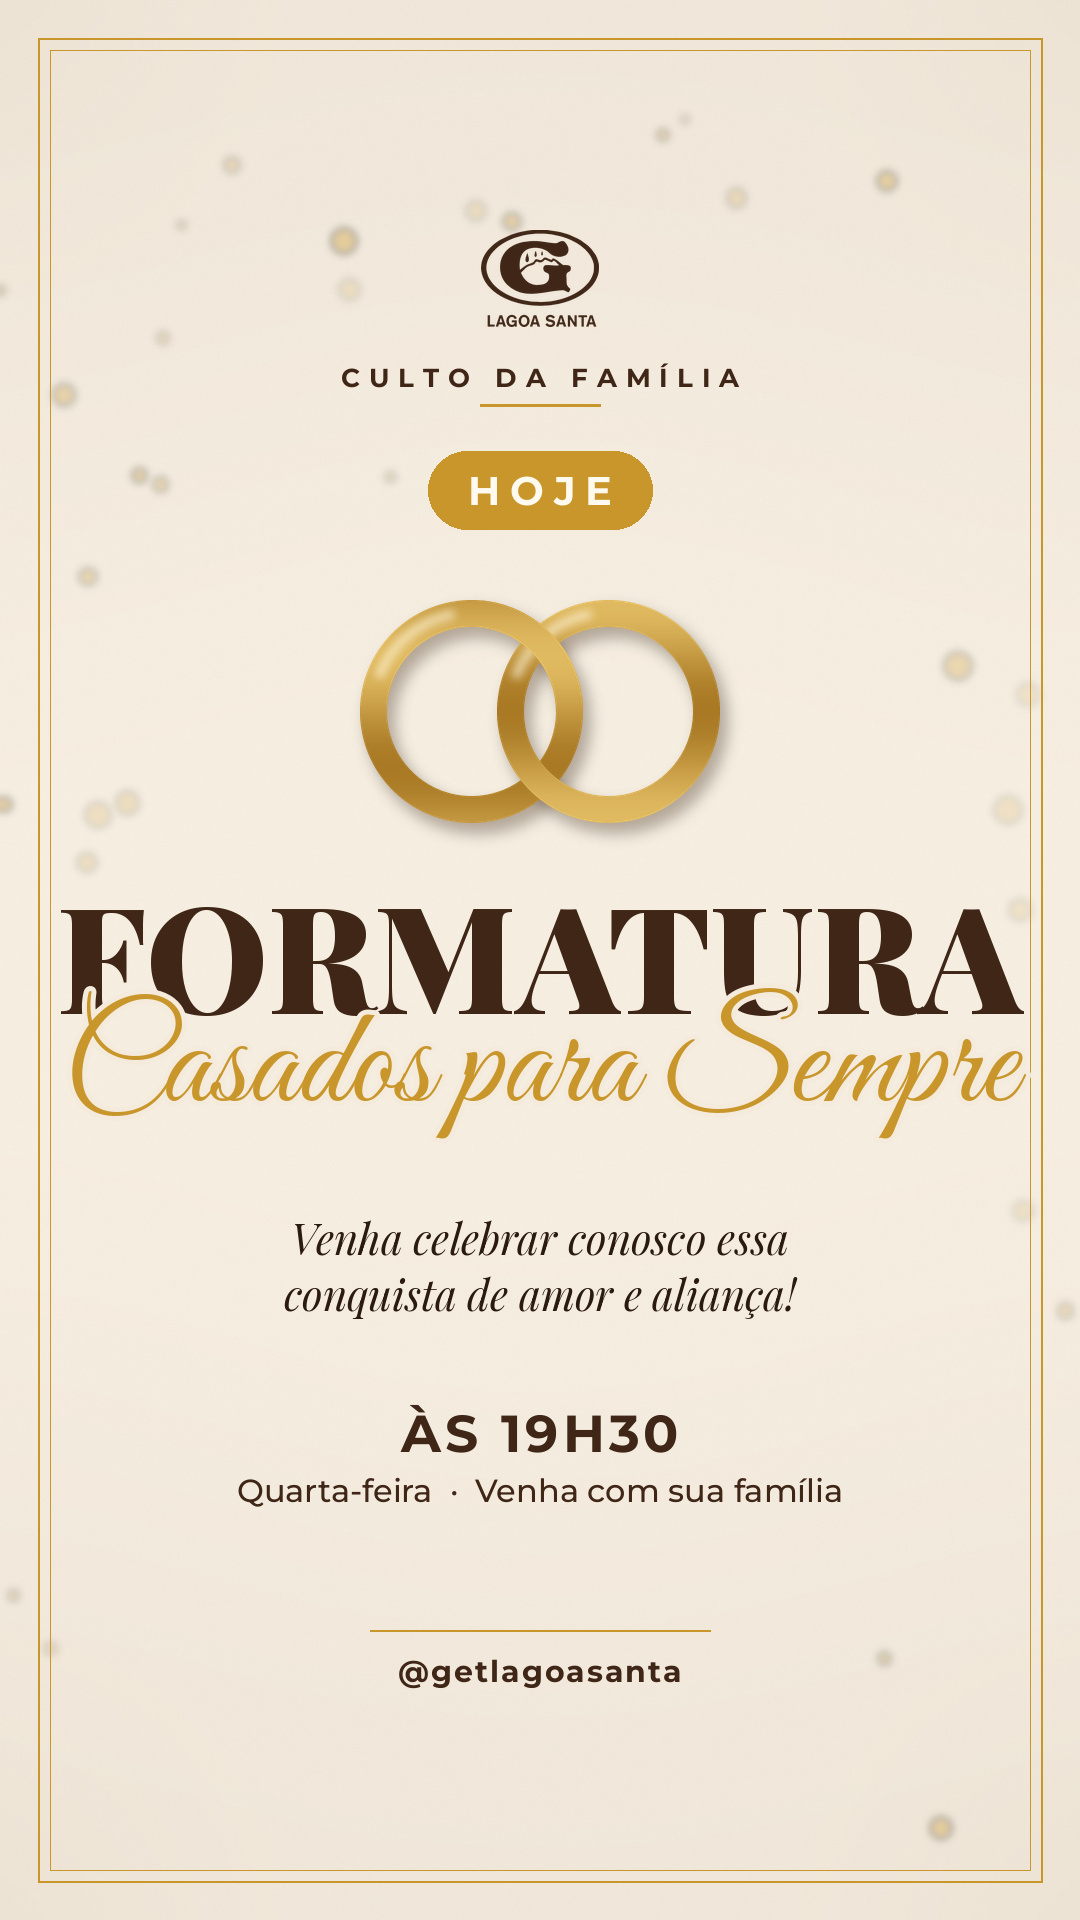 G
LAGOA SANTA
CULTO DA FAMÍLIA
HOJE
FORMATURA
Casados para Sempre
Venha celebrar conosco essa
conquista de amor e aliança!
ÀS 19H30
Quarta-feira · Venha com sua família
@getlagoasanta